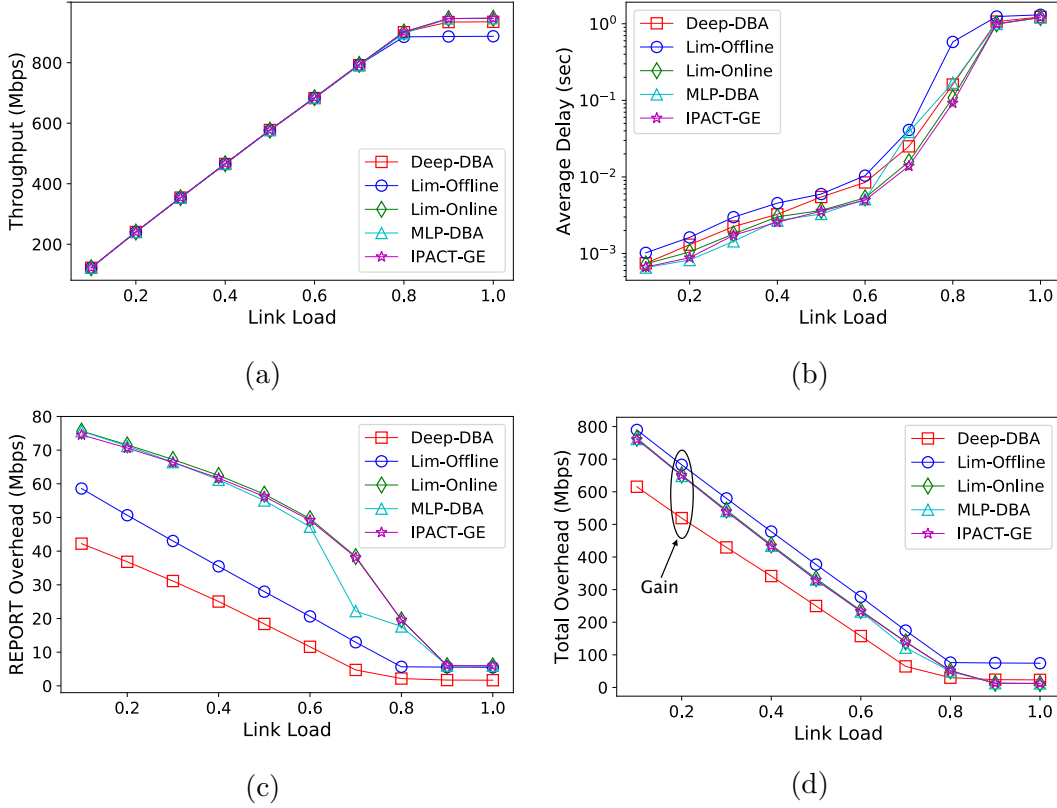 Throughput (Mbps)
800
600
400
200
0.2 0.4 0.6 0.8 1.0
Link Load
Deep-DBA
Lim-Offline
Lim-Online
MLP-DBA
IPACT-GE
(a)
Average Delay (sec)
10⁰
10⁻¹
10⁻²
10⁻³
0.2 0.4 0.6 0.8 1.0
Link Load
Deep-DBA
Lim-Offline
Lim-Online
MLP-DBA
IPACT-GE
(b)
REPORT Overhead (Mbps)
80
70
60
50
40
30
20
10
0
0.2 0.4 0.6 0.8 1.0
Link Load
Deep-DBA
Lim-Offline
Lim-Online
MLP-DBA
IPACT-GE
(c)
Total Overhead (Mbps)
800
700
600
500
400
300
200
100
0
0.2 0.4 0.6 0.8 1.0
Link Load
Gain
Deep-DBA
Lim-Offline
Lim-Online
MLP-DBA
IPACT-GE
(d)